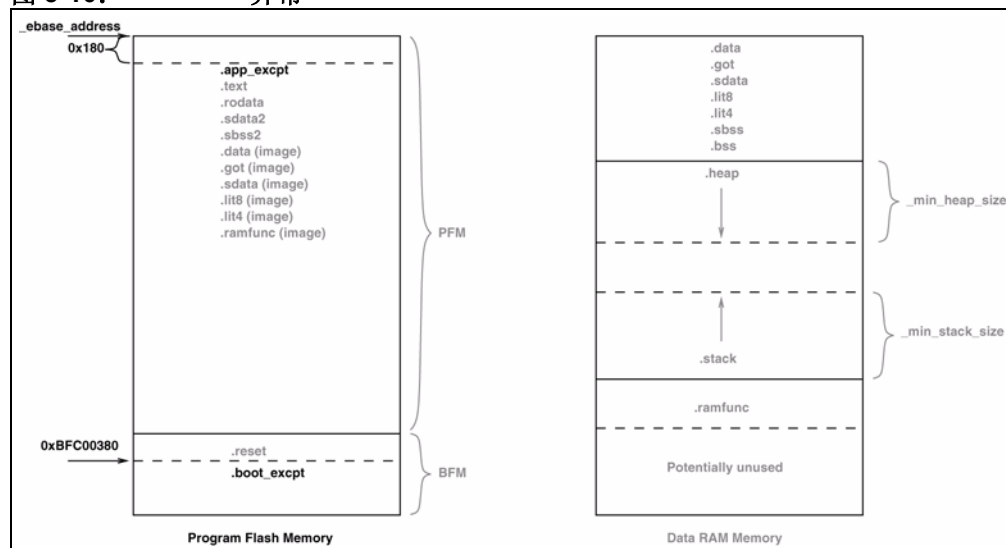 异常
_ebase_address
0x180
.app_excpt
.text
.rodata
.sdata2
.sbss2
.data (image)
.got (image)
.sdata (image)
.lit8 (image)
.lit4 (image)
.ramfunc (image)
PFM
0xBFC00380
.reset
.boot_excpt
BFM
Program Flash Memory
.data
.got
.sdata
.lit8
.lit4
.sbss
.bss
.heap
_min_heap_size
_min_stack_size
.stack
.ramfunc
Potentially unused
Data RAM Memory